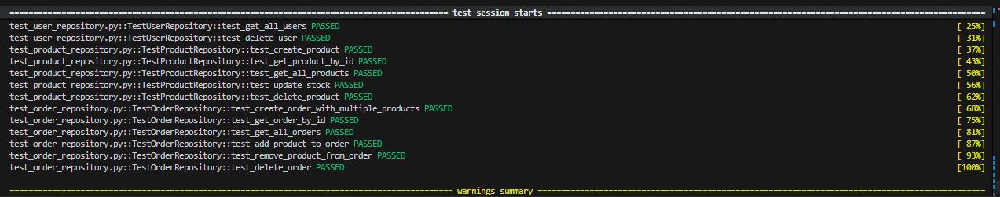 test session starts
test_user_repository.py::TestUserRepository::test_get_all_users PASSED [ 25%]
test_user_repository.py::TestUserRepository::test_delete_user PASSED [ 31%]
test_product_repository.py::TestProductRepository::test_create_product PASSED [ 37%]
test_product_repository.py::TestProductRepository::test_get_product_by_id PASSED [ 43%]
test_product_repository.py::TestProductRepository::test_get_all_products PASSED [ 50%]
test_product_repository.py::TestProductRepository::test_update_stock PASSED [ 56%]
test_product_repository.py::TestProductRepository::test_delete_product PASSED [ 62%]
test_order_repository.py::TestOrderRepository::test_create_order_with_multiple_products PASSED [ 68%]
test_order_repository.py::TestOrderRepository::test_get_order_by_id PASSED [ 75%]
test_order_repository.py::TestOrderRepository::test_get_all_orders PASSED [ 81%]
test_order_repository.py::TestOrderRepository::test_add_product_to_order PASSED [ 87%]
test_order_repository.py::TestOrderRepository::test_remove_product_from_order PASSED [ 93%]
test_order_repository.py::TestOrderRepository::test_delete_order PASSED [100%]
warnings summary